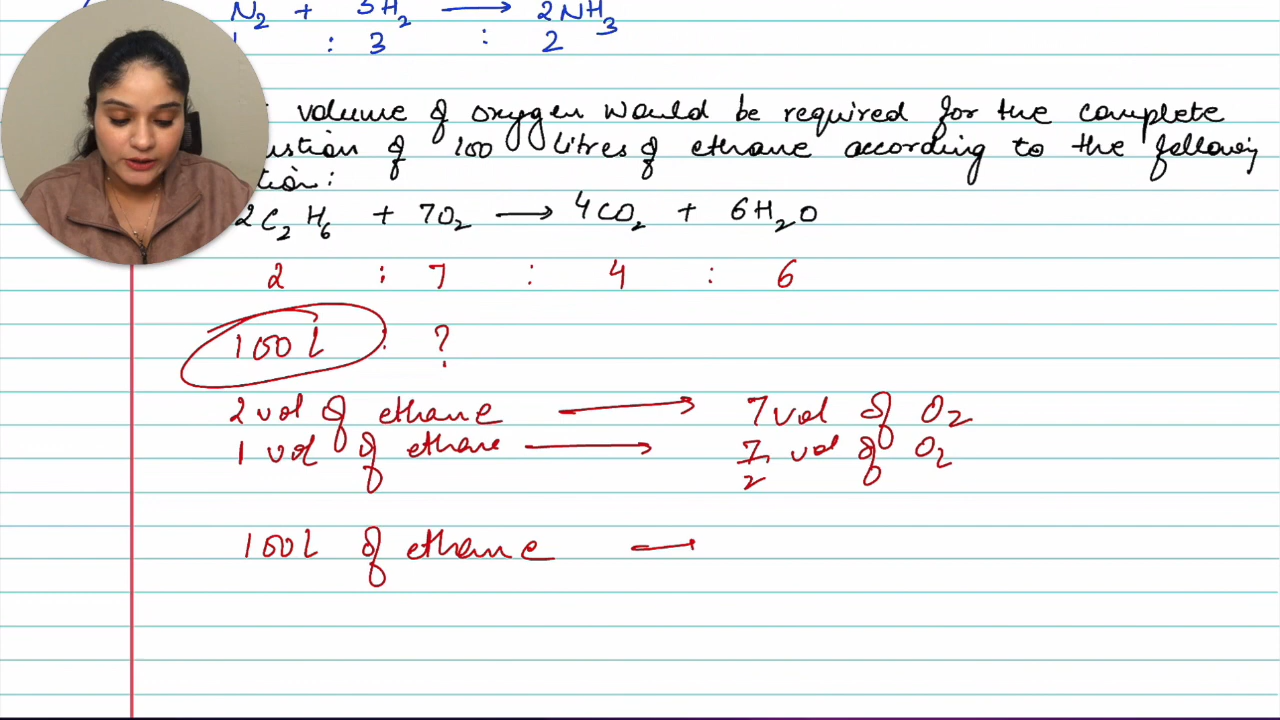 N₂ + 3H₂ → 2NH₃
: 3 : 2
volume of oxygen would be required for the complete
ustion of 100 litres of ethane according to the following
tion:
2C₂H₆ + 7O₂ → 4CO₂ + 6H₂O
2 : 7 : 4 : 6
100 l : ?
2 vol of ethane → 7 vol of O₂
1 vol of ethane → 7/2 vol of O₂
100 l of ethane →